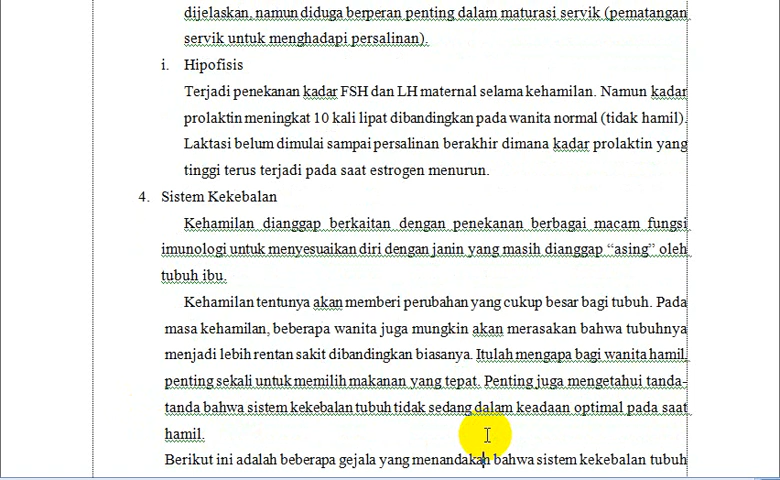 dijelaskan, namun diduga berperan penting dalam maturasi servik (pematangan
servik untuk menghadapi persalinan).
i. Hipofisis
Terjadi penekanan kadar FSH dan LH maternal selama kehamilan. Namun kadar
prolaktin meningkat 10 kali lipat dibandingkan pada wanita normal (tidak hamil).
Laktasi belum dimulai sampai persalinan berakhir dimana kadar prolaktin yang
tinggi terus terjadi pada saat estrogen menurun.
4. Sistem Kekebalan
Kehamilan dianggap berkaitan dengan penekanan berbagai macam fungsi
imunologi untuk menyesuaikan diri dengan janin yang masih dianggap “asing” oleh
tubuh ibu.
Kehamilan tentunya akan memberi perubahan yang cukup besar bagi tubuh. Pada
masa kehamilan, beberapa wanita juga mungkin akan merasakan bahwa tubuhnya
menjadi lebih rentan sakit dibandingkan biasanya. Itulah mengapa bagi wanita hamil,
penting sekali untuk memilih makanan yang tepat. Penting juga mengetahui tanda-
tanda bahwa sistem kekebalan tubuh tidak sedang dalam keadaan optimal pada saat
hamil.
Berikut ini adalah beberapa gejala yang menandakan bahwa sistem kekebalan tubuh